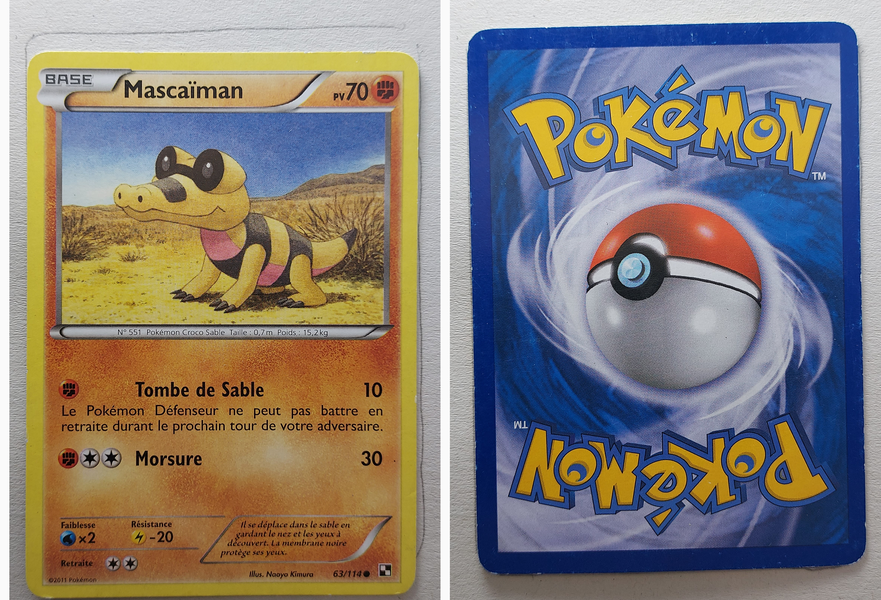 BASE
Mascaïman
PV 70
N° 551 Pokémon Croco Sable Taille : 0,7 m Poids : 15,2 kg
Tombe de Sable 10
Le Pokémon Défenseur ne peut pas battre en
retraite durant le prochain tour de votre adversaire.
Morsure 30
Faiblesse
×2
Résistance
-20
Retraite
Il se déplace dans le sable en
gardant le nez et les yeux à
découvert. La membrane noire
protège ses yeux.
©2011 Pokémon
Illus. Naoyo Kimura
63/114
POKéMON
TM
POKéMON
TM